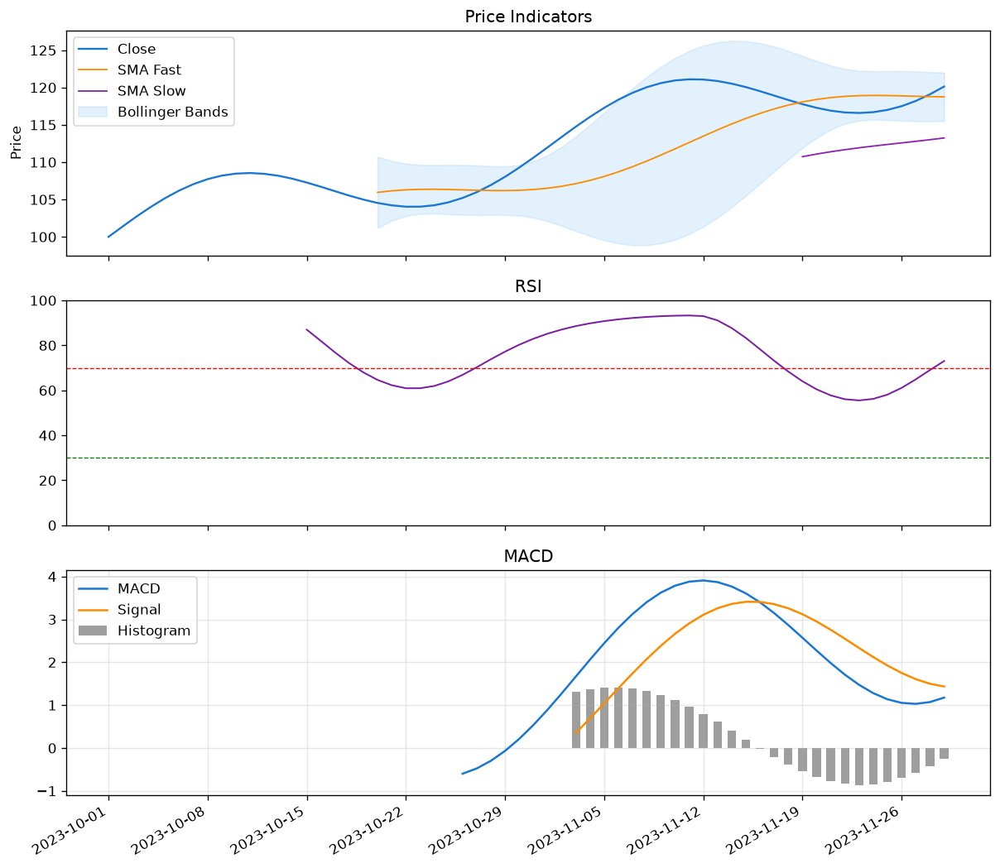 Price Indicators
Close
SMA Fast
SMA Slow
Bollinger Bands
Price
125
120
115
110
105
100
RSI
100
80
60
40
20
0
MACD
MACD
Signal
Histogram
4
3
2
1
0
−1
2023-10-01
2023-10-08
2023-10-15
2023-10-22
2023-10-29
2023-11-05
2023-11-12
2023-11-19
2023-11-26